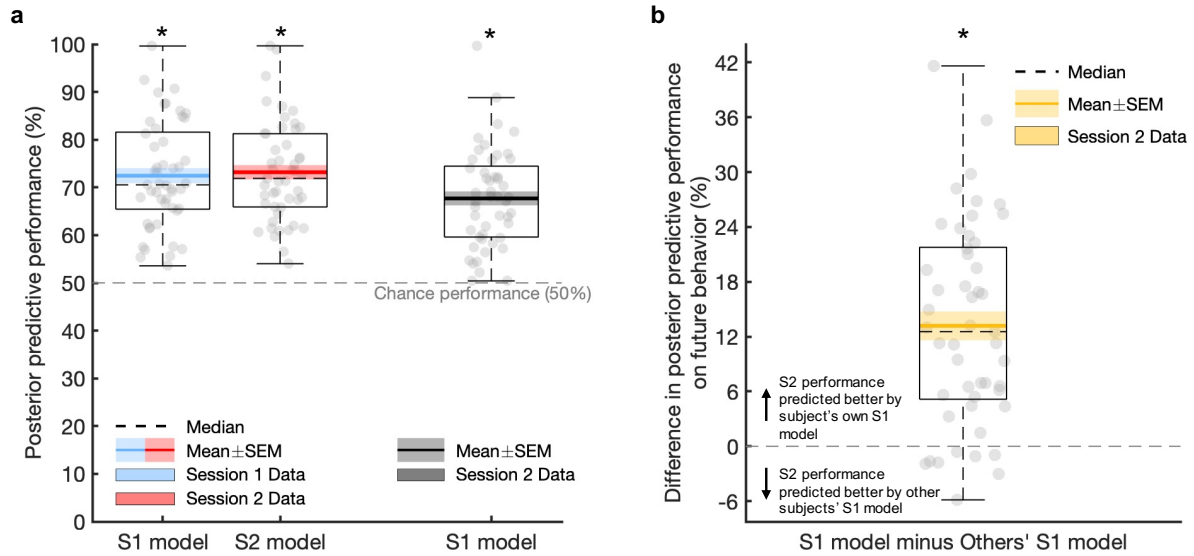 a
Posterior predictive performance (%)
100
90
80
70
60
50
40
30
20
10
0
*
*
*
Chance performance (50%)
Median
Mean±SEM
Session 1 Data
Session 2 Data
Mean±SEM
Session 2 Data
S1 model
S2 model
S1 model
b
Difference in posterior predictive performance
on future behavior (%)
42
36
30
24
18
12
6
0
-6
*
Median
Mean±SEM
Session 2 Data
S2 performance
predicted better by
subject's own S1
model
S2 performance
predicted better by other
subjects' S1 model
S1 model minus Others' S1 model